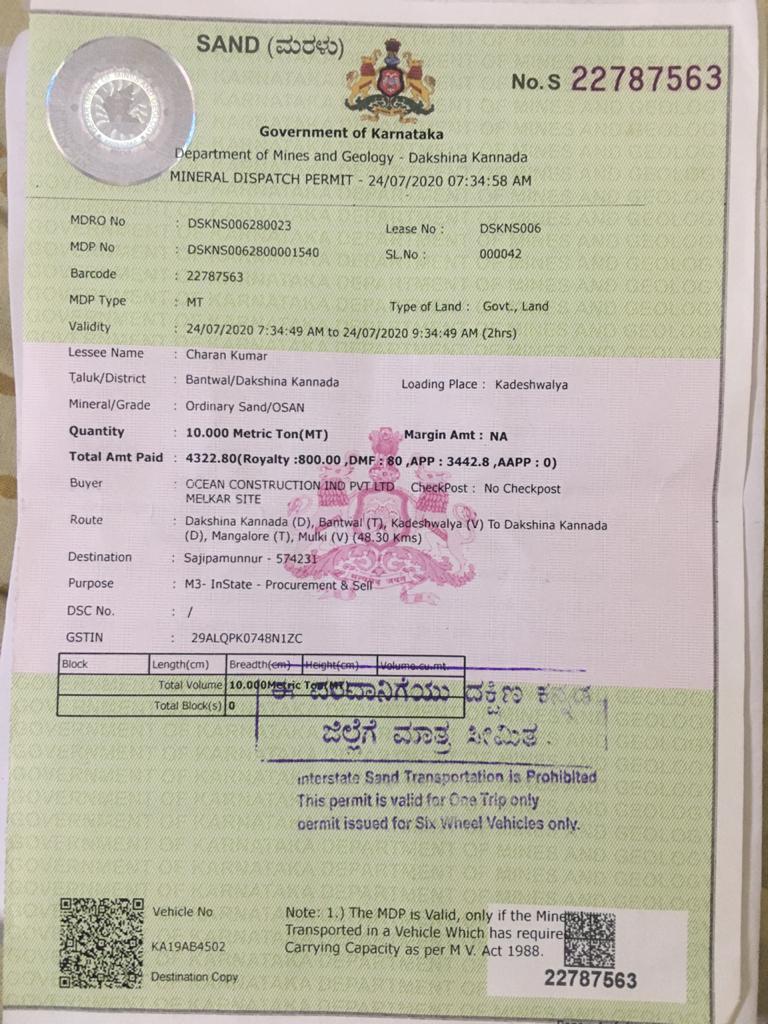 SAND (ಮರಳು)
No. S 22787563
Government of Karnataka
Department of Mines and Geology - Dakshina Kannada
MINERAL DISPATCH PERMIT - 24/07/2020 07:34:58 AM
MDRO No : DSKNS006280023 Lease No : DSKNS006
MDP No : DSKNS0062800001540 SL.No : 000042
Barcode : 22787563
MDP Type : MT Type of Land : Govt., Land
Validity : 24/07/2020 7:34:49 AM to 24/07/2020 9:34:49 AM (2hrs)
Lessee Name : Charan Kumar
Taluk/District : Bantwal/Dakshina Kannada Loading Place : Kadeshwalya
Mineral/Grade : Ordinary Sand/OSAN
Quantity : 10.000 Metric Ton(MT) Margin Amt : NA
Total Amt Paid : 4322.80(Royalty :800.00 ,DMF : 80 ,APP : 3442.8 ,AAPP : 0)
Buyer : OCEAN CONSTRUCTION IND PVT LTD CheckPost : No Checkpost
MELKAR SITE
Route : Dakshina Kannada (D), Bantwal (T), Kadeshwalya (V) To Dakshina Kannada
(D), Mangalore (T), Mulki (V) (48.30 Kms)
Destination : Sajipamunnur - 574231
Purpose : M3- InState - Procurement & Sell
DSC No. : /
GSTIN : 29ALQPK0748N1ZC
Block Length(cm) Breadth(cm) Height(cm) Volume.cu.mt.
Total Volume 10.000Metric Ton(MT)
Total Block(s) 0
ಈ ಪರವಾನಿಗೆಯು ದಕ್ಷಿಣ ಕನ್ನಡ
ಜಿಲ್ಲೆಗೆ ಮಾತ್ರ ಸೀಮಿತ .
Interstate Sand Transportation is Prohibited
This permit is valid for One Trip only
permit issued for Six Wheel Vehicles only.
Vehicle No
KA19AB4502
Destination Copy
Note: 1.) The MDP is Valid, only if the Mineral
Transported in a Vehicle Which has required
Carrying Capacity as per M V. Act 1988.
22787563